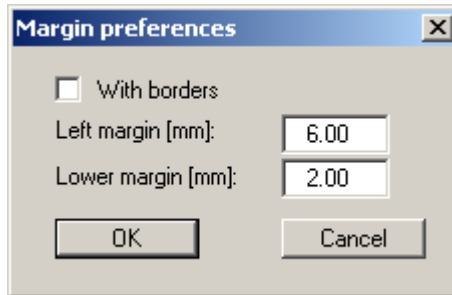 Margin preferences
With borders
Left margin [mm]: 6.00
Lower margin [mm]: 2.00
OK Cancel